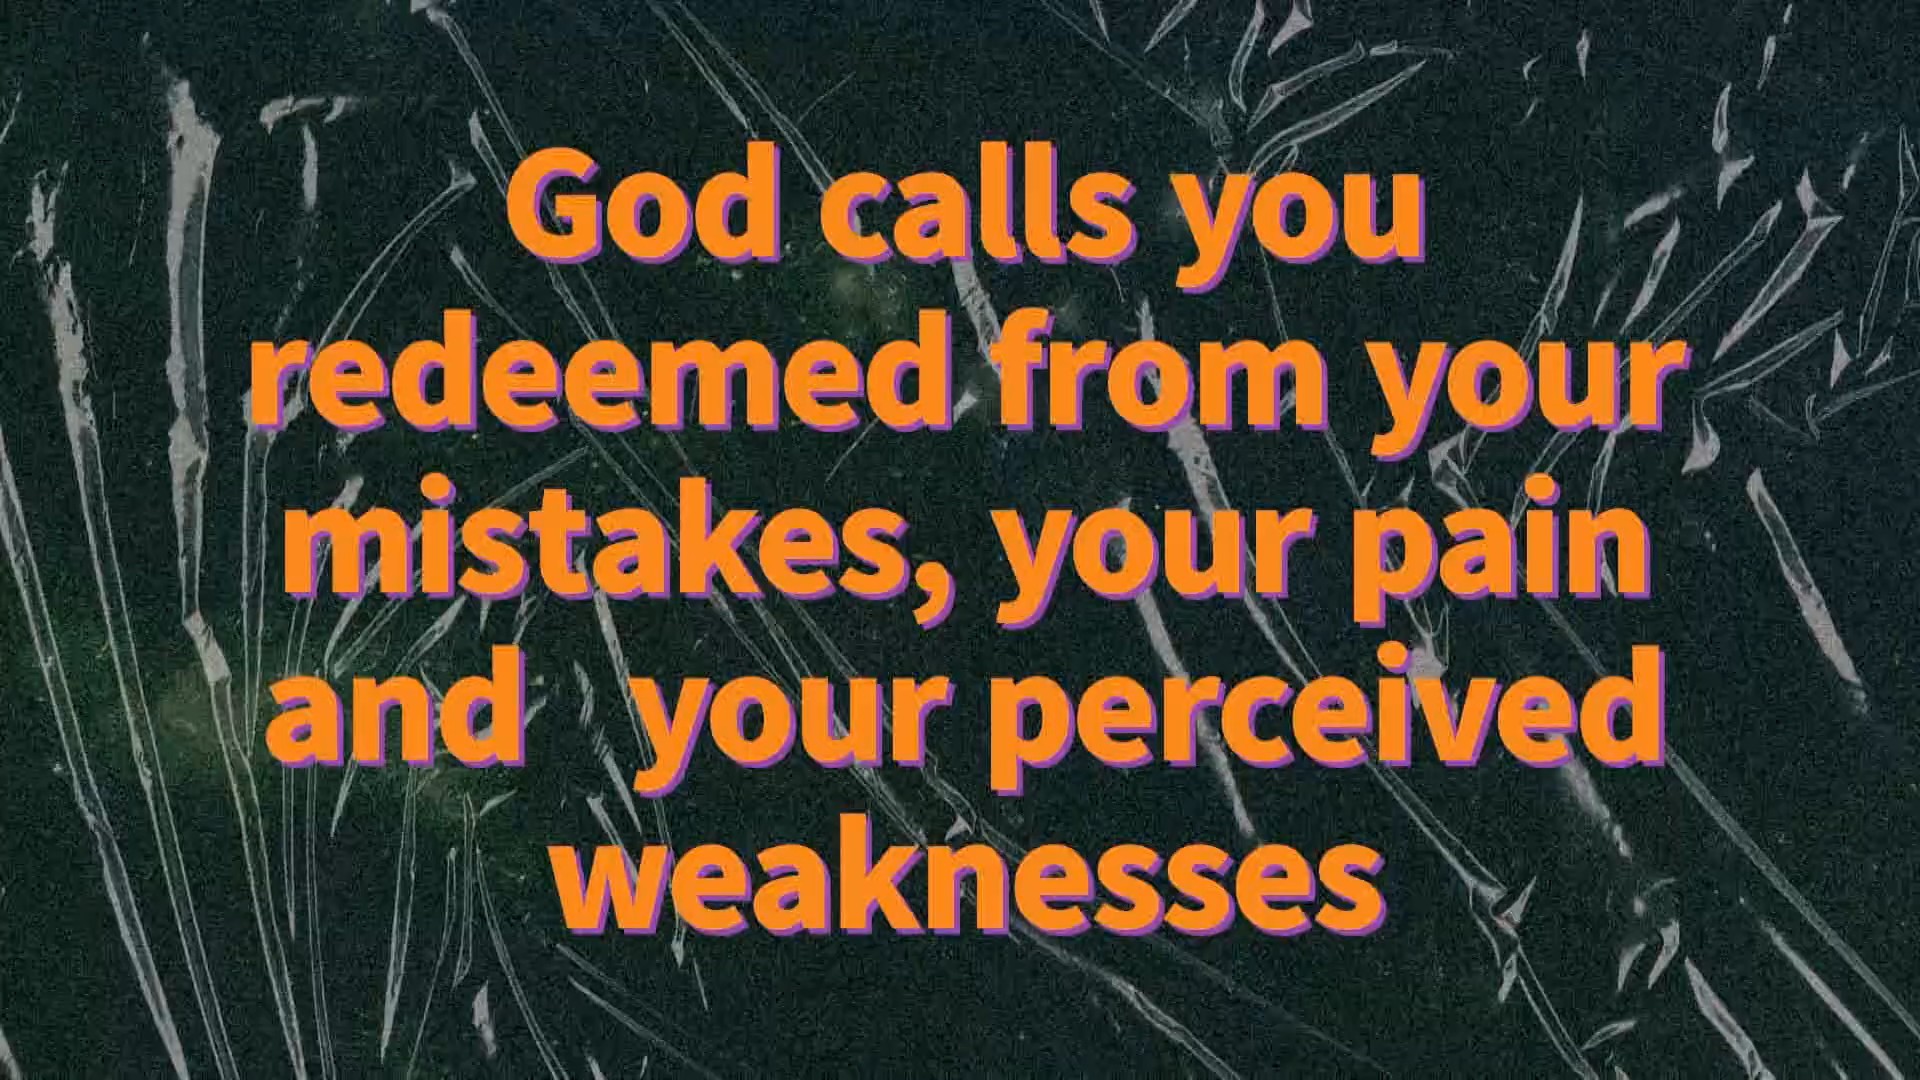 God calls you
redeemed from your
mistakes, your pain
and  your perceived
weaknesses